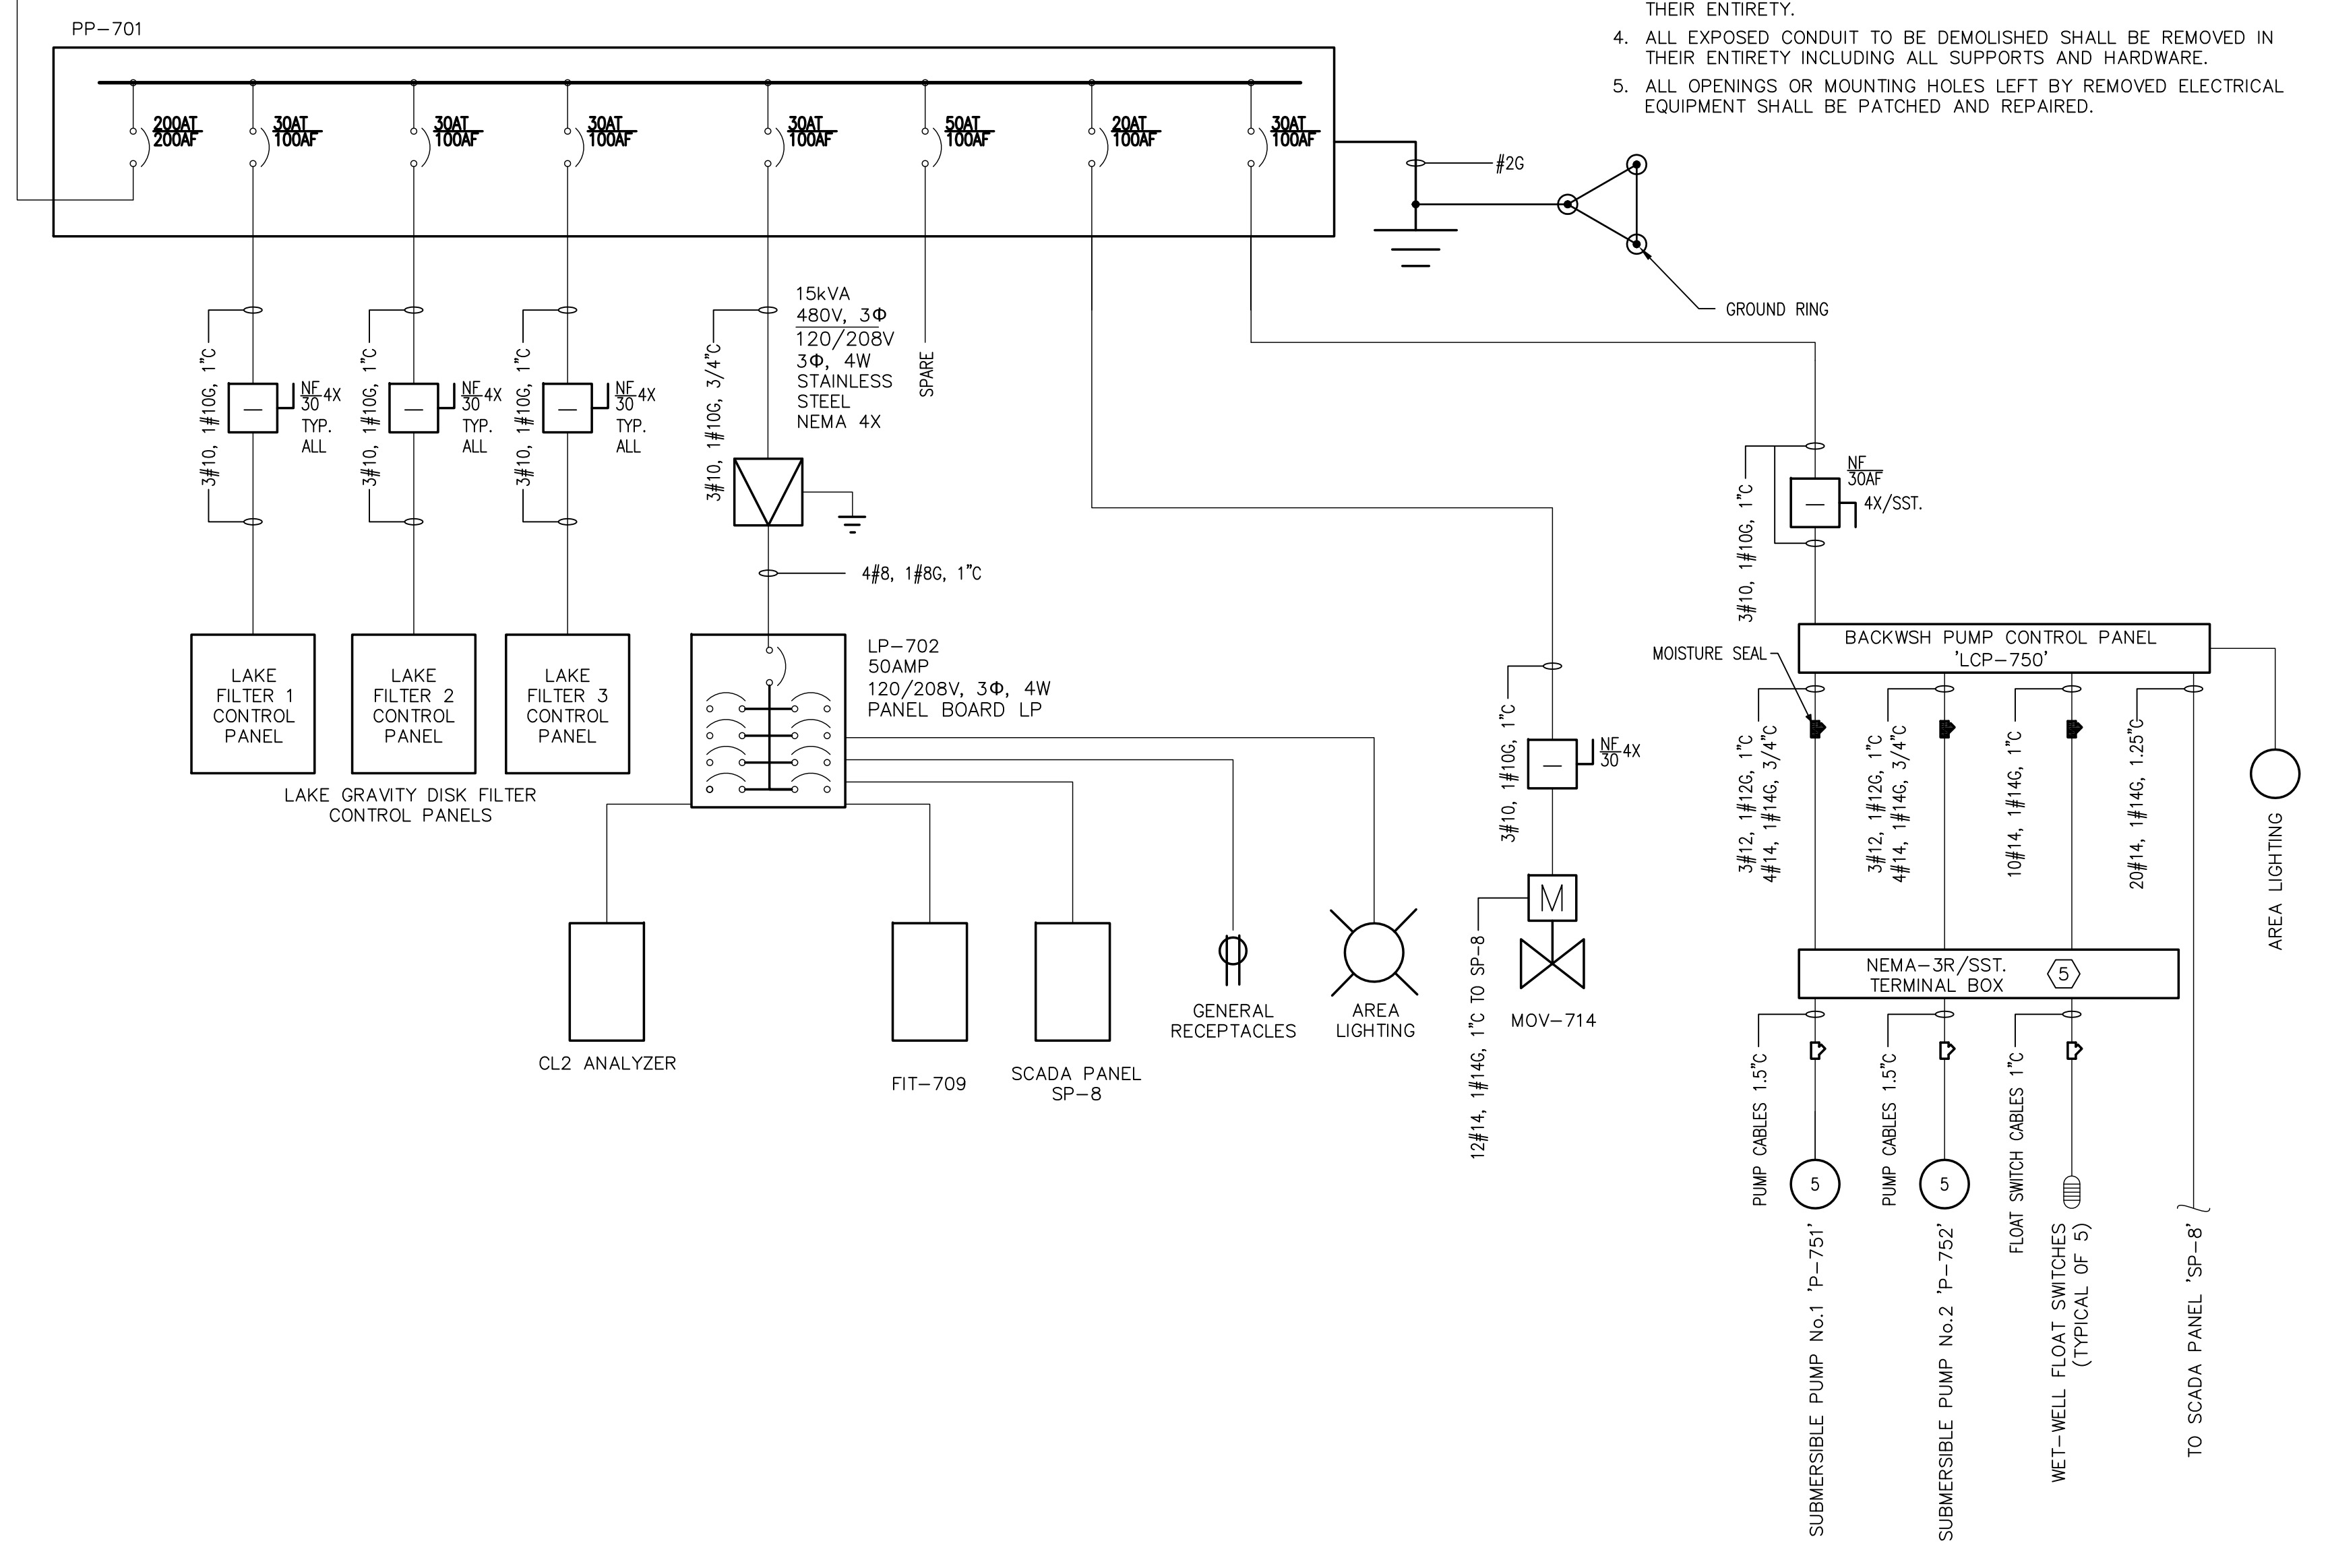 THEIR ENTIRETY.
4. ALL EXPOSED CONDUIT TO BE DEMOLISHED SHALL BE REMOVED IN
THEIR ENTIRETY INCLUDING ALL SUPPORTS AND HARDWARE.
5. ALL OPENINGS OR MOUNTING HOLES LEFT BY REMOVED ELECTRICAL
EQUIPMENT SHALL BE PATCHED AND REPAIRED.
PP-701
200AT
200AF
30AT
100AF
30AT
100AF
30AT
100AF
30AT
100AF
50AT
100AF
20AT
100AF
30AT
100AF
#2G
GROUND RING
3#10, 1#10G, 1"C
NF
30
4X
TYP.
ALL
3#10, 1#10G, 1"C
NF
30
4X
TYP.
ALL
3#10, 1#10G, 1"C
NF
30
4X
TYP.
ALL
3#10, 1#10G, 3/4"C
15kVA
480V, 3Φ
120/208V
3Φ, 4W
STAINLESS
STEEL
NEMA 4X
SPARE
4#8, 1#8G, 1"C
3#10, 1#10G, 1"C
NF
30AF
4X/SST.
LAKE
FILTER 1
CONTROL
PANEL
LAKE
FILTER 2
CONTROL
PANEL
LAKE
FILTER 3
CONTROL
PANEL
LAKE GRAVITY DISK FILTER
CONTROL PANELS
LP-702
50AMP
120/208V, 3Φ, 4W
PANEL BOARD LP
3#10, 1#10G, 1"C
NF
30
4X
M
MOV-714
12#14, 1#14G, 1"C TO SP-8
CL2 ANALYZER
FIT-709
SCADA PANEL
SP-8
GENERAL
RECEPTACLES
AREA
LIGHTING
BACKWSH PUMP CONTROL PANEL
'LCP-750'
MOISTURE SEAL
3#12, 1#12G, 1"C
4#14, 1#14G, 3/4"C
3#12, 1#12G, 1"C
4#14, 1#14G, 3/4"C
10#14, 1#14G, 1"C
20#14, 1#14G, 1.25"C
AREA LIGHTING
NEMA-3R/SST.
TERMINAL BOX
5
PUMP CABLES 1.5"C
PUMP CABLES 1.5"C
FLOAT SWITCH CABLES 1"C
5
5
SUBMERSIBLE PUMP No.1 'P-751'
SUBMERSIBLE PUMP No.2 'P-752'
WET-WELL FLOAT SWITCHES
(TYPICAL OF 5)
TO SCADA PANEL 'SP-8'